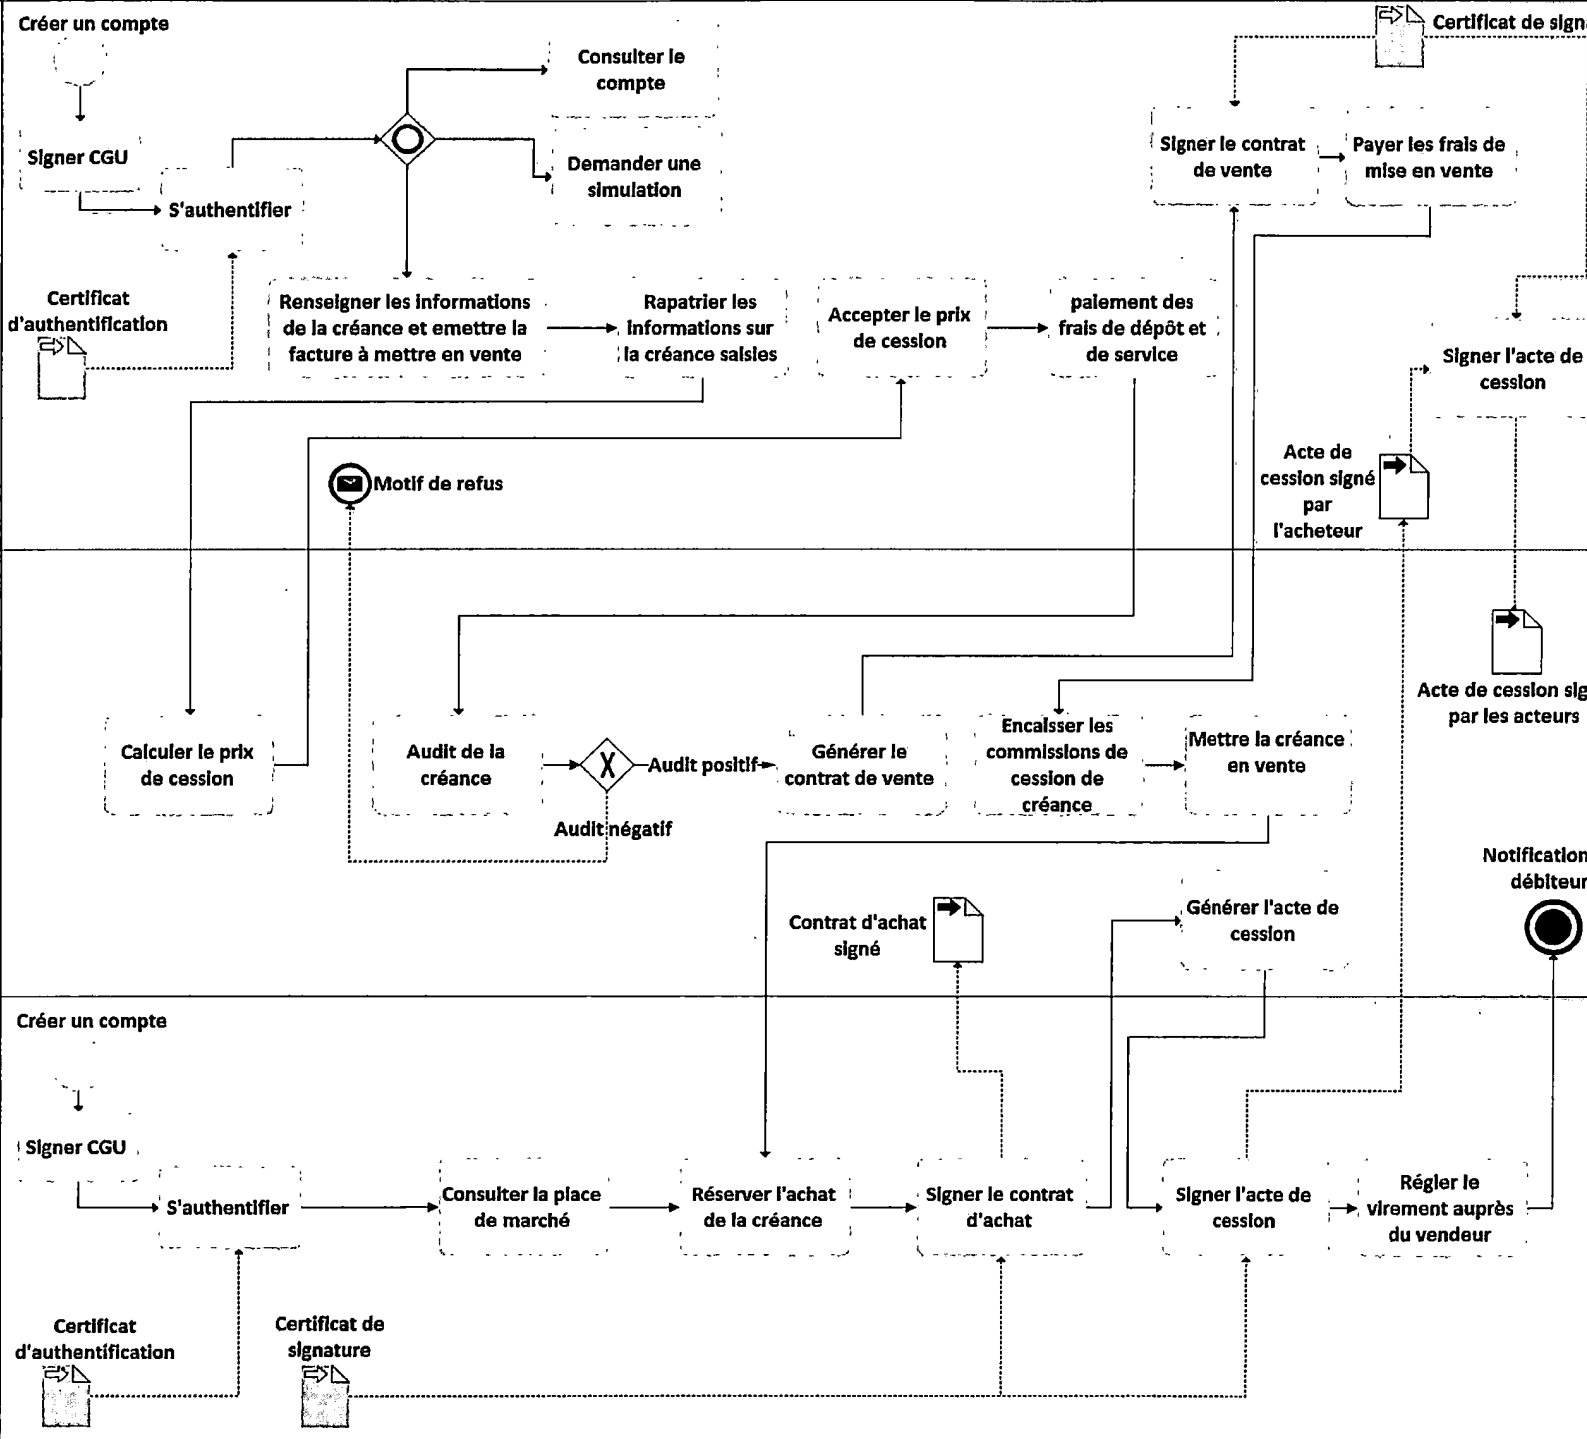 Créer un compte
Certificat de signa
Consulter le
compte
Signer CGU
Demander une
simulation
Signer le contrat
de vente
Payer les frais de
mise en vente
S'authentifier
Certificat
d'authentification
Renseigner les informations
de la créance et emettre la
facture à mettre en vente
Rapatrier les
informations sur
la créance saisies
Accepter le prix
de cession
paiement des
frais de dépôt et
de service
Signer l'acte de
cession
Motif de refus
Acte de
cession signé
par
l'acheteur
Acte de cession sig
par les acteurs
Calculer le prix
de cession
Audit de la
créance
Audit positif
Audit négatif
Générer le
contrat de vente
Encaisser les
commissions de
cession de
créance
Mettre la créance
en vente
Notification
débiteur
Contrat d'achat
signé
Générer l'acte de
cession
Créer un compte
Signer CGU
S'authentifier
Consulter la place
de marché
Réserver l'achat
de la créance
Signer le contrat
d'achat
Signer l'acte de
cession
Régler le
virement auprès
du vendeur
Certificat
d'authentification
Certificat de
signature